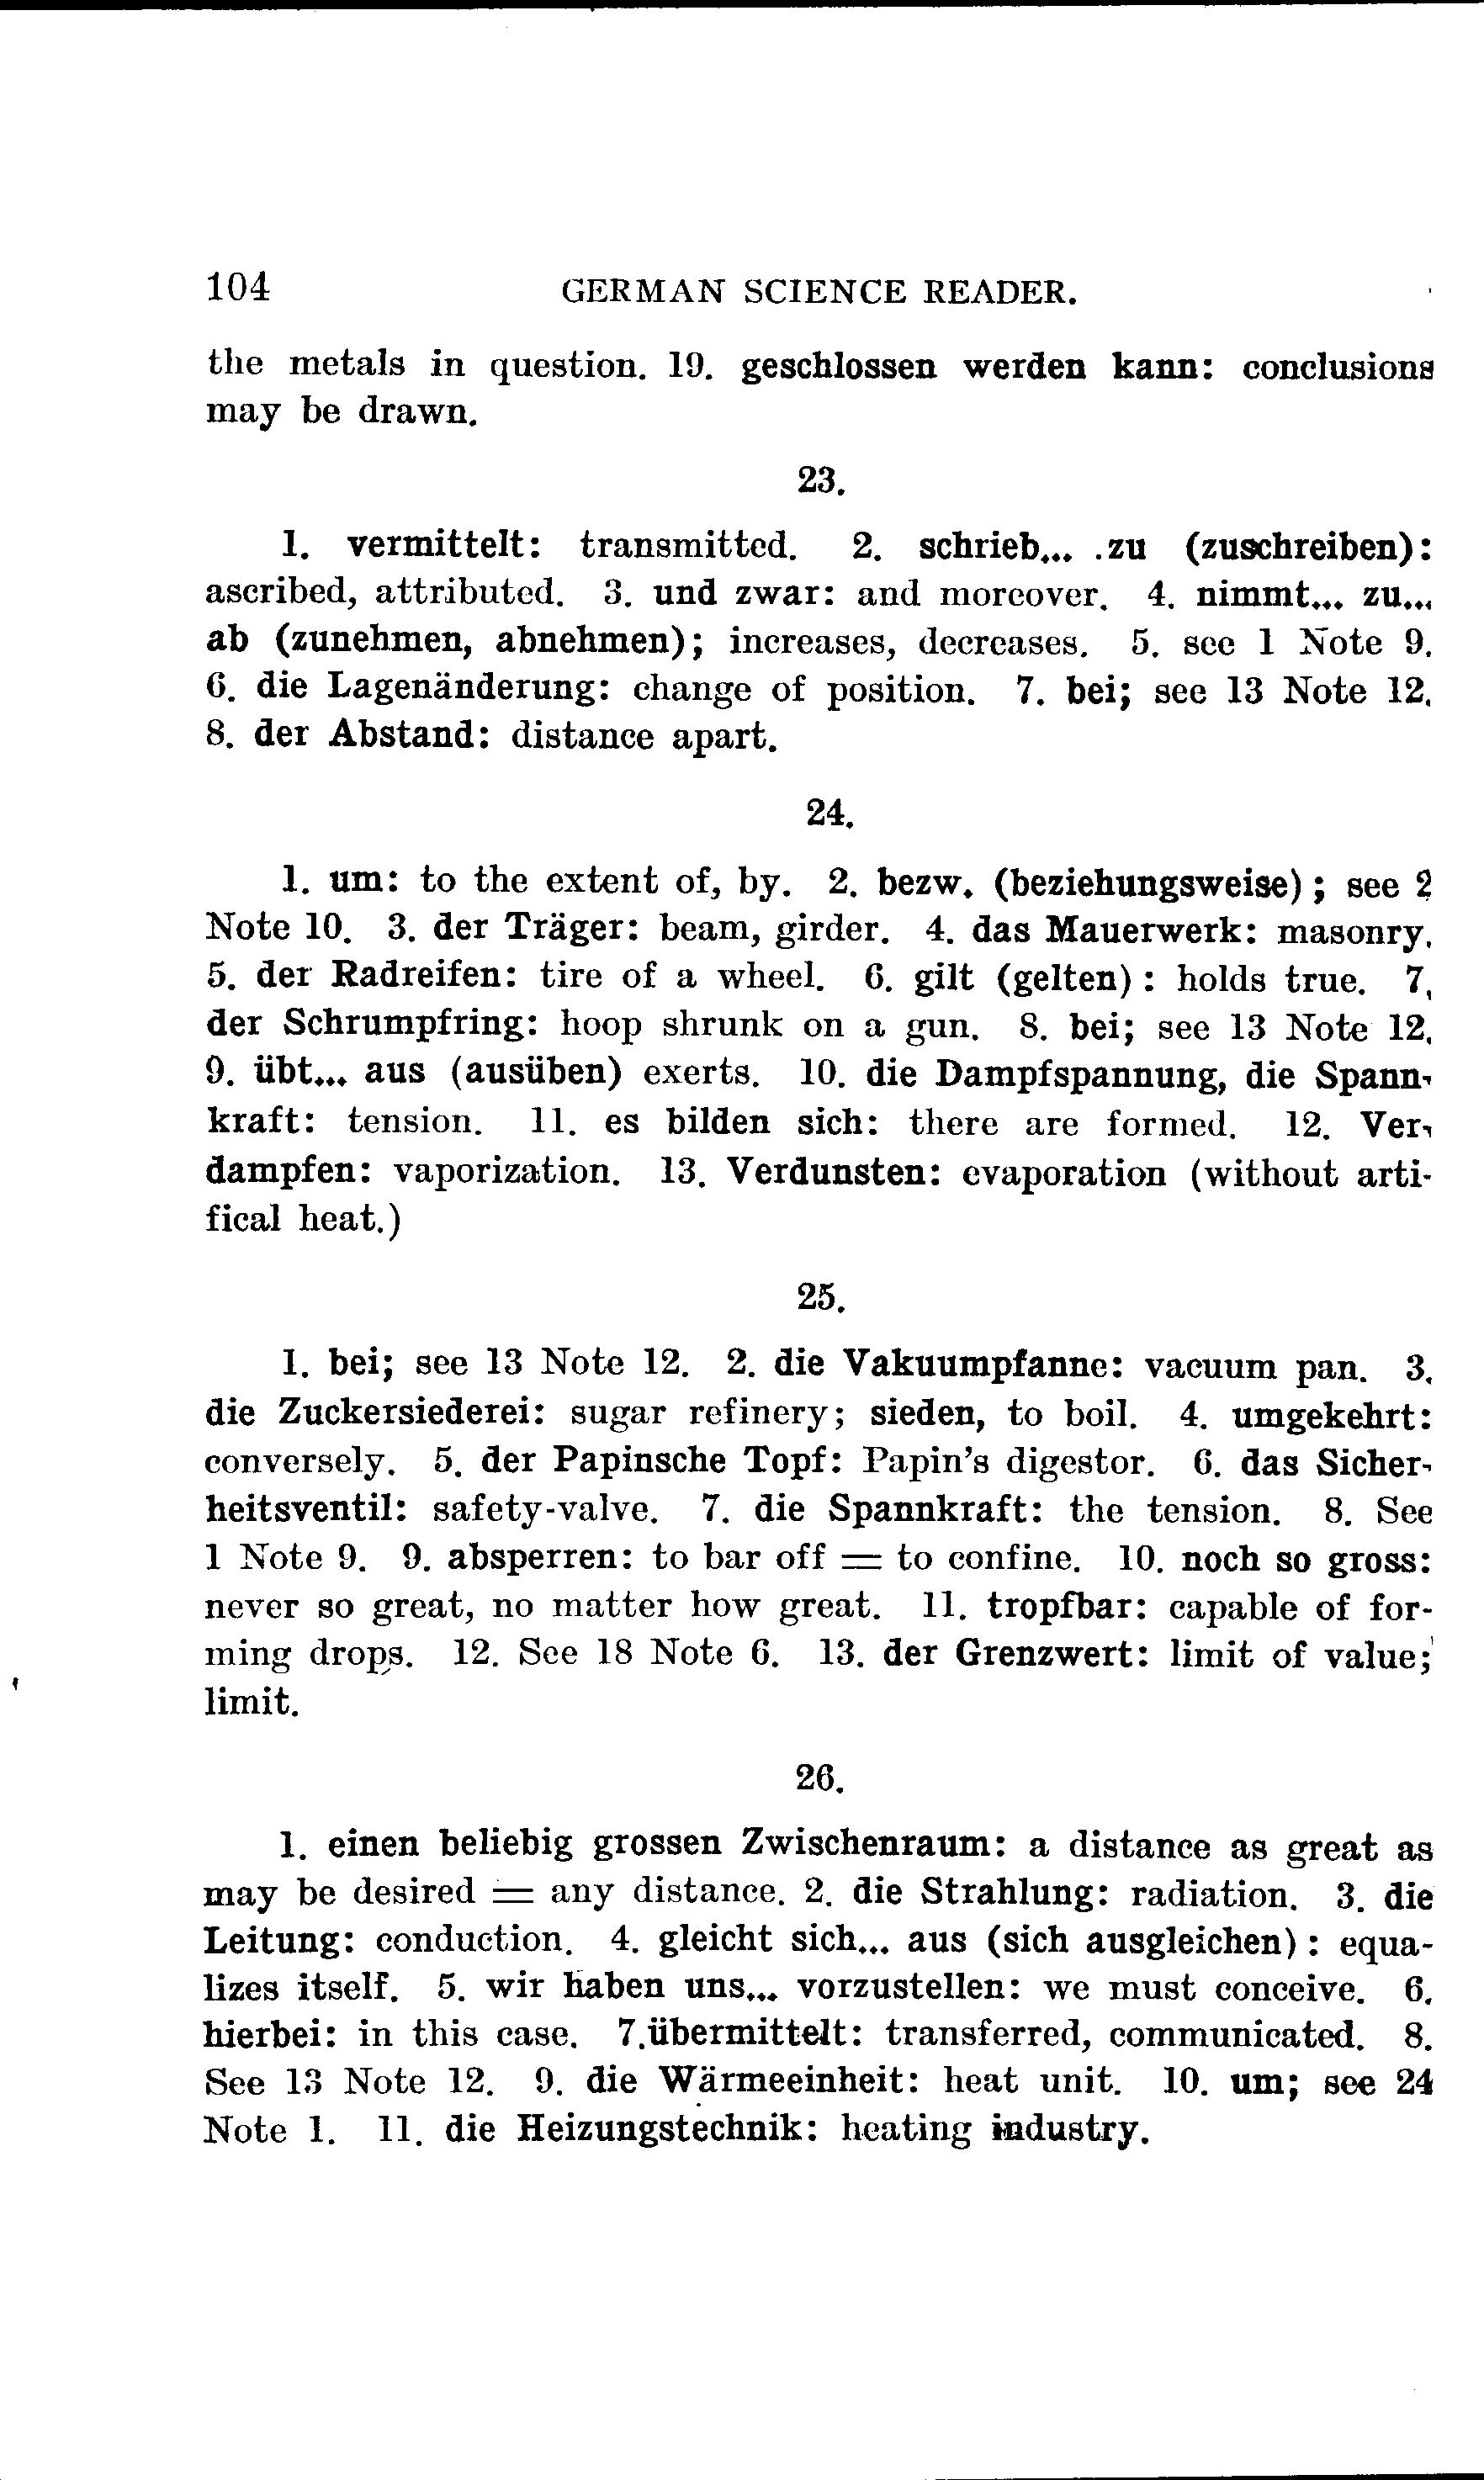 104 GERMAN SCIENCE READER.
the metals in question. 19. geschlossen werden kann: conclusions
may be drawn.
23.
1. vermittelt: transmitted. 2. schrieb... .zu (zuschreiben):
ascribed, attributed. 3. und zwar: and moreover. 4. nimmt... zu...
ab (zunehmen, abnehmen); increases, decreases. 5. see 1 Note 9.
6. die Lagenänderung: change of position. 7. bei; see 13 Note 12.
8. der Abstand: distance apart.
24.
1. um: to the extent of, by. 2. bezw. (beziehungsweise); see 2
Note 10. 3. der Träger: beam, girder. 4. das Mauerwerk: masonry.
5. der Radreifen: tire of a wheel. 6. gilt (gelten): holds true. 7.
der Schrumpfring: hoop shrunk on a gun. 8. bei; see 13 Note 12.
9. übt... aus (ausüben) exerts. 10. die Dampfspannung, die Spann-
kraft: tension. 11. es bilden sich: there are formed. 12. Ver-
dampfen: vaporization. 13. Verdunsten: evaporation (without arti-
fical heat.)
25.
1. bei; see 13 Note 12. 2. die Vakuumpfanne: vacuum pan. 3.
die Zuckersiederei: sugar refinery; sieden, to boil. 4. umgekehrt:
conversely. 5. der Papinsche Topf: Papin's digestor. 6. das Sicher-
heitsventil: safety-valve. 7. die Spannkraft: the tension. 8. See
1 Note 9. 9. absperren: to bar off = to confine. 10. noch so gross:
never so great, no matter how great. 11. tropfbar: capable of for-
ming drops. 12. See 18 Note 6. 13. der Grenzwert: limit of value;
limit.
26.
1. einen beliebig grossen Zwischenraum: a distance as great as
may be desired = any distance. 2. die Strahlung: radiation. 3. die
Leitung: conduction. 4. gleicht sich... aus (sich ausgleichen): equa-
lizes itself. 5. wir haben uns... vorzustellen: we must conceive. 6.
hierbei: in this case. 7.übermittelt: transferred, communicated. 8.
See 13 Note 12. 9. die Wärmeeinheit: heat unit. 10. um; see 24
Note 1. 11. die Heizungstechnik: heating industry.